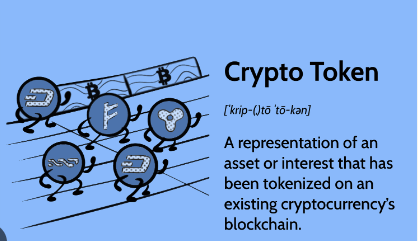 Crypto Token
[ˈkrip-(ˌ)tō ˈtō-kən]
A representation of an
asset or interest that has
been tokenized on an
existing cryptocurrency’s
blockchain.